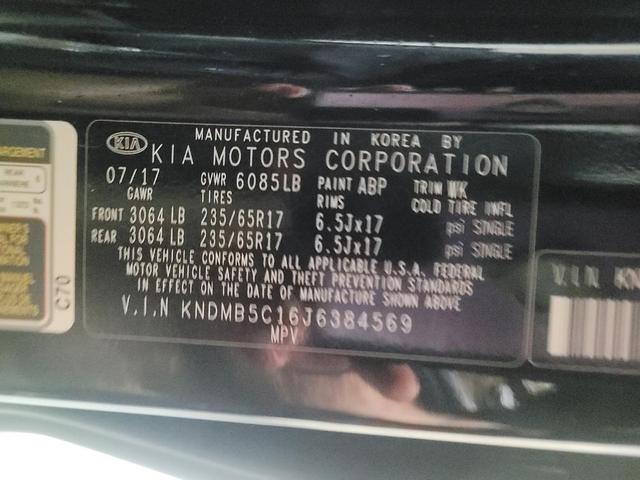 MANUFACTURED IN KOREA BY
KIA KIA MOTORS CORPORATION
07/17 GVWR 6085LB PAINT ABP TRIM WK
GAWR TIRES RIMS COLD TIRE INFL
FRONT 3064 LB 235/65R17 6.5Jx17 psi SINGLE
REAR 3064 LB 235/65R17 6.5Jx17 psi SINGLE
THIS VEHICLE CONFORMS TO ALL APPLICABLE U.S.A. FEDERAL
MOTOR VEHICLE SAFETY AND THEFT PREVENTION STANDARDS
IN EFFECT ON THE DATE OF MANUFACTURE SHOWN ABOVE
V.I.N KNDMB5C16J6384569
MPV
C70
V.I.N KN